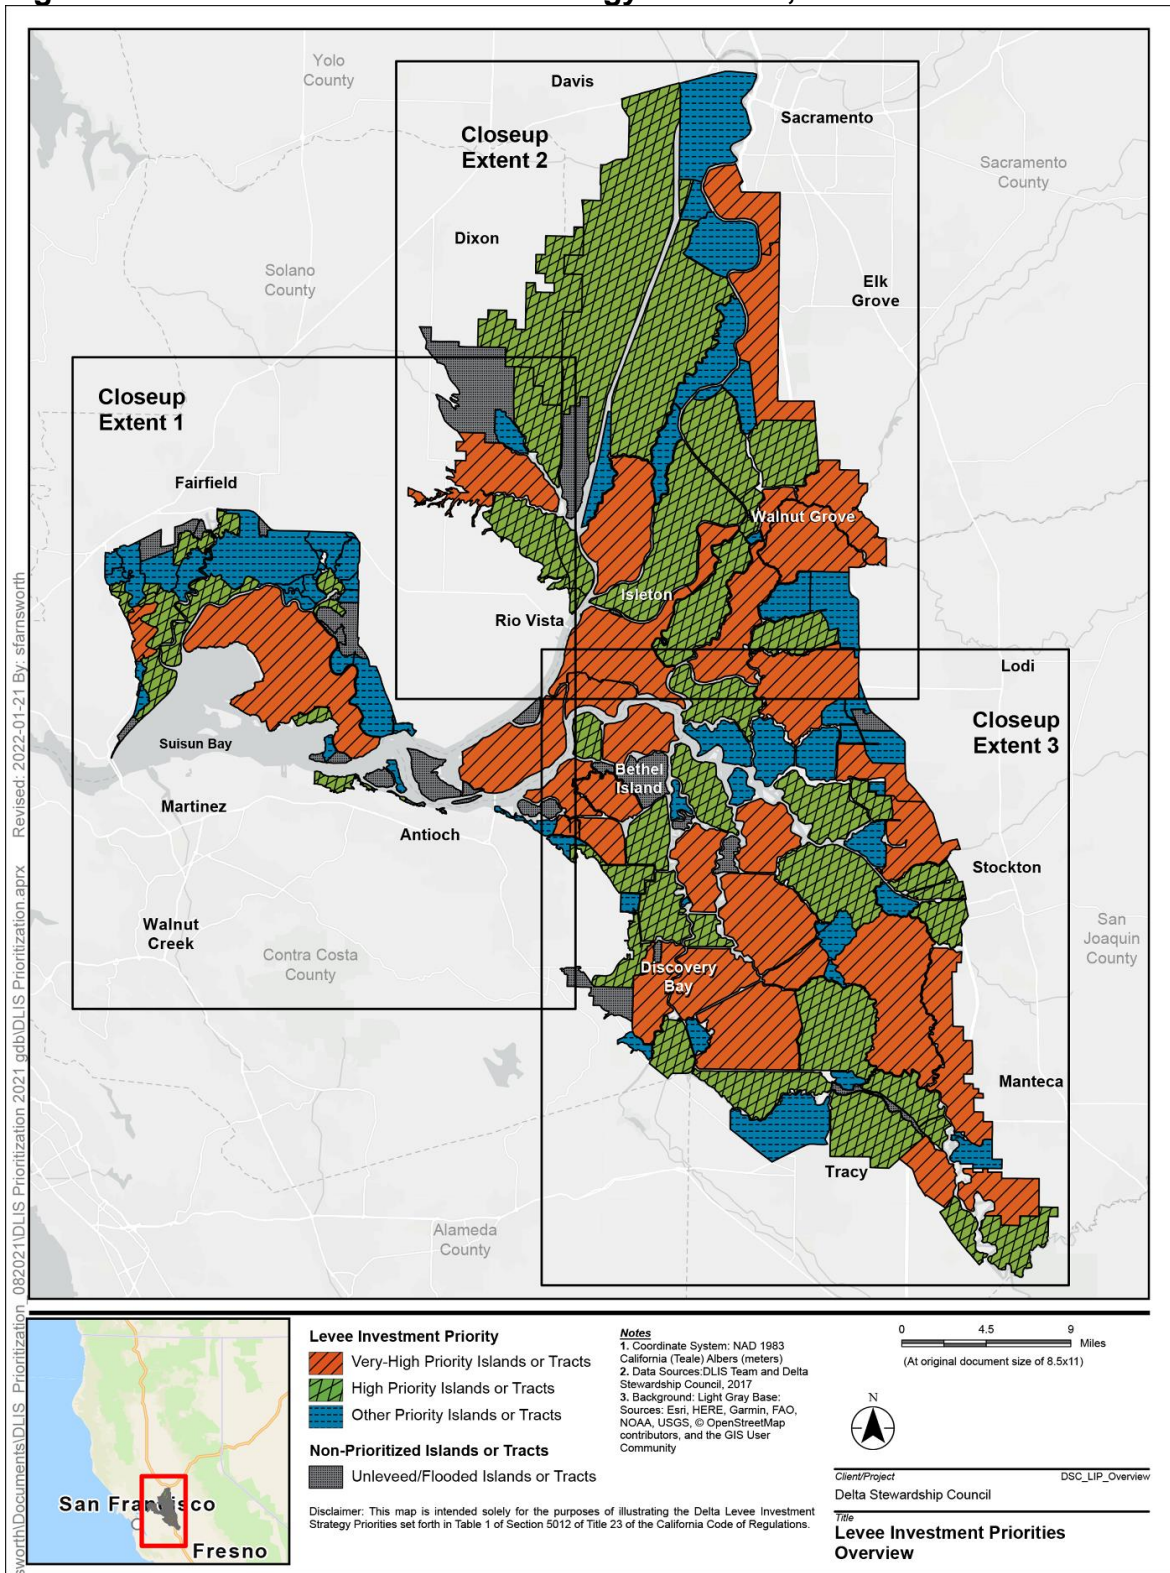 Yolo
County
Davis
Sacramento
Closeup
Extent 2
Sacramento
County
Dixon
Solano
County
Elk
Grove
Closeup
Extent 1
Fairfield
Walnut Grove
Isleton
Rio Vista
Lodi
Closeup
Extent 3
Suisun Bay
Bethel
Island
Martinez
Antioch
Stockton
Walnut
Creek
San
Joaquin
County
Contra Costa
County
Discovery
Bay
Manteca
Tracy
Alameda
County
sworth\Documents\DLIS_Prioritization_082021\DLIS Prioritization 2021 gdb\DLIS Prioritization.aprx Revised: 2022-01-21 By: sfarnsworth
San Francisco
Fresno
Levee Investment Priority
Very-High Priority Islands or Tracts
High Priority Islands or Tracts
Other Priority Islands or Tracts
Non-Prioritized Islands or Tracts
Unleveed/Flooded Islands or Tracts
Disclaimer: This map is intended solely for the purposes of illustrating the Delta Levee Investment
Strategy Priorities set forth in Table 1 of Section 5012 of Title 23 of the California Code of Regulations.
Notes
1. Coordinate System: NAD 1983
California (Teale) Albers (meters)
2. Data Sources:DLIS Team and Delta
Stewardship Council, 2017
3. Background: Light Gray Base:
Sources: Esri, HERE, Garmin, FAO,
NOAA, USGS, © OpenStreetMap
contributors, and the GIS User
Community
0 4.5 9
Miles
(At original document size of 8.5x11)
N
Client/Project DSC_LIP_Overview
Delta Stewardship Council
Title
Levee Investment Priorities
Overview